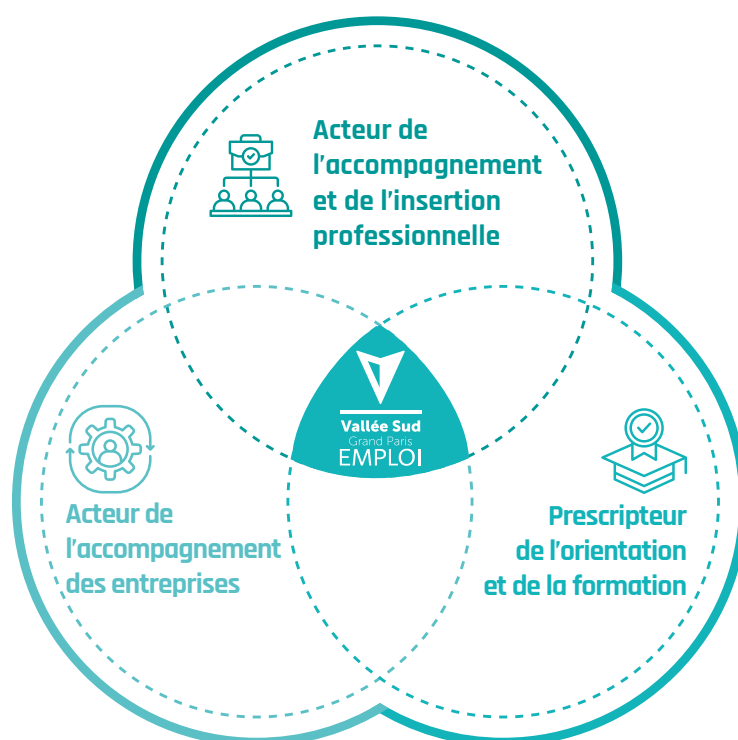 Acteur de
l'accompagnement
et de l'insertion
professionnelle
Vallée Sud
Grand Paris
EMPLOI
Acteur de
l'accompagnement
des entreprises
Prescripteur
de l'orientation
et de la formation